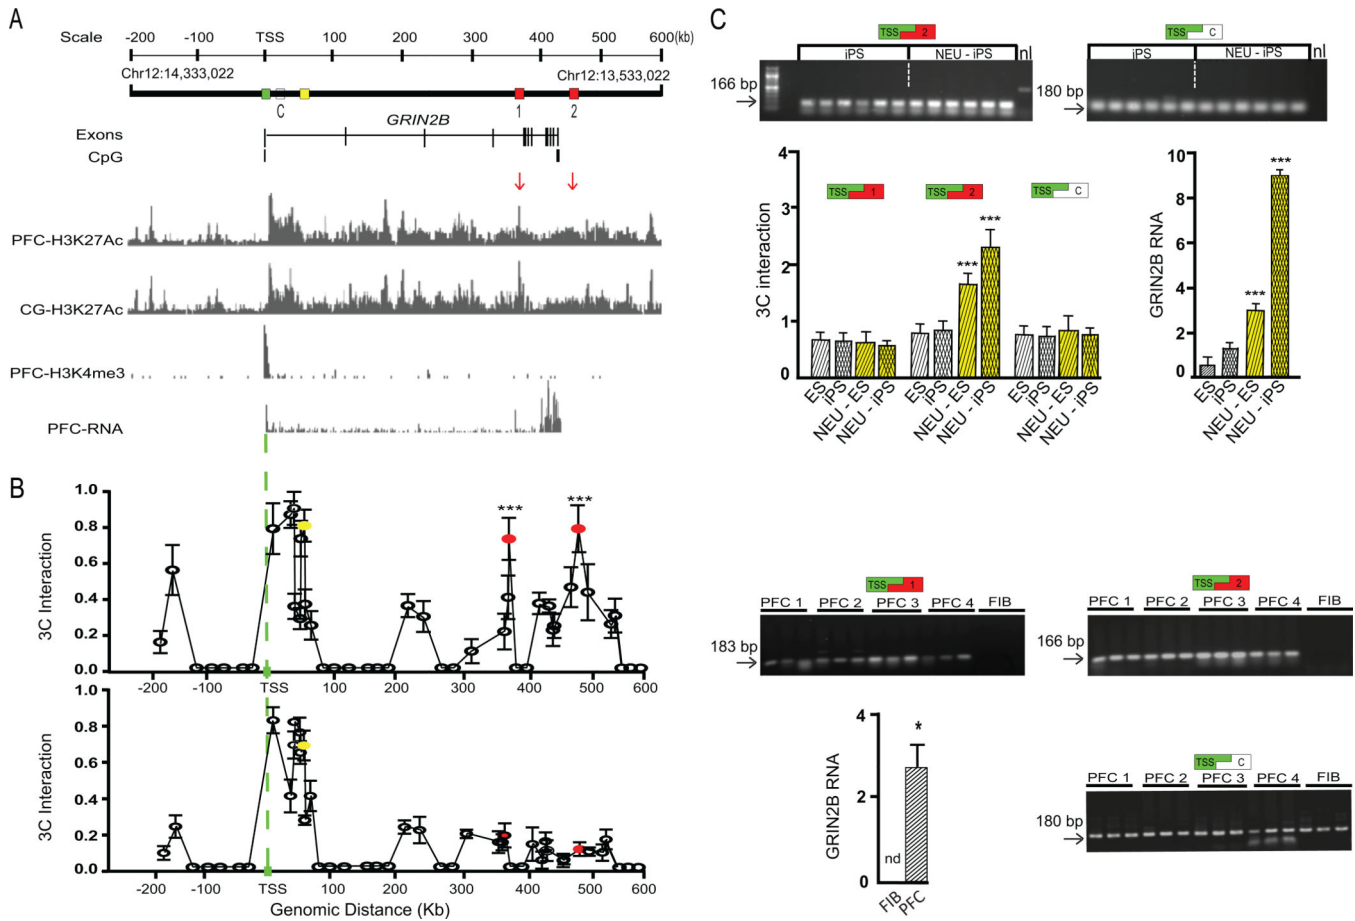 A
Scale
-200 -100 TSS 100 200 300 400 500 600(kb)
Chr12:14,333,022 Chr12:13,533,022
C 1 2
GRIN2B
Exons
CpG
PFC-H3K27Ac
CG-H3K27Ac
PFC-H3K4me3
PFC-RNA
B
3C Interaction
1.0
0.8
0.6
0.4
0.2
0.0
*** ***
-200 -100 TSS 100 200 300 400 500 600
3C Interaction
1.0
0.8
0.6
0.4
0.2
0.0
-200 -100 TSS 100 200 300 400 500 600
Genomic Distance (Kb)
C
TSS 2
iPS NEU - iPS nl
166 bp
TSS C
iPS NEU - iPS nl
180 bp
3C interaction
4
3
2
1
0
TSS 1
TSS 2
TSS C
*** ***
ES iPS NEU - ES NEU - iPS
ES iPS NEU - ES NEU - iPS
ES iPS NEU - ES NEU - iPS
GRIN2B RNA
10
8
6
4
2
0
*** ***
ES iPS NEU - ES NEU - iPS
TSS 1
PFC 1 PFC 2 PFC 3 PFC 4 FIB
183 bp
TSS 2
PFC 1 PFC 2 PFC 3 PFC 4 FIB
166 bp
GRIN2B RNA
4
2
0
*
nd
FIB PFC
TSS C
PFC 1 PFC 2 PFC 3 PFC 4 FIB
180 bp